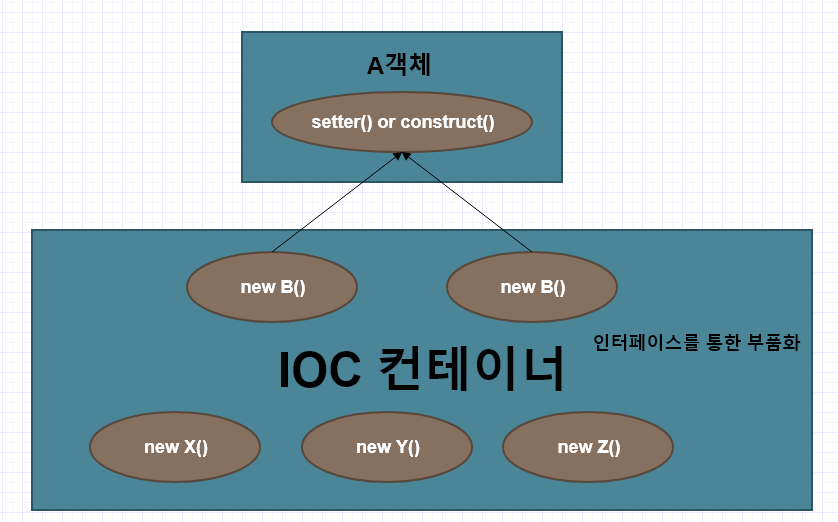 A객체
setter() or construct()
new B()
new B()
인터페이스를 통한 부품화
IOC 컨테이너
new X()
new Y()
new Z()